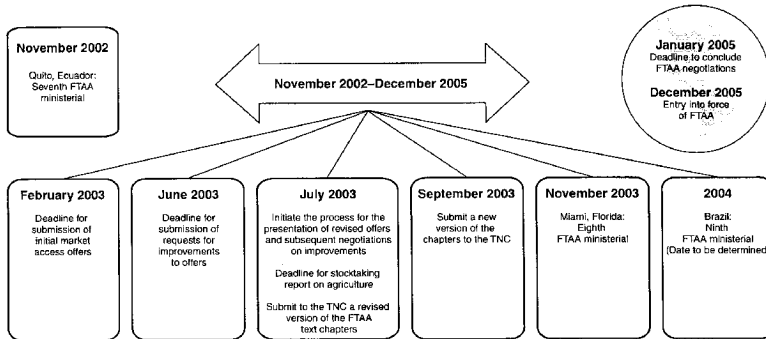 November 2002
Quito, Ecuador:
Seventh FTAA
ministerial
November 2002–December 2005
January 2005
Deadline to conclude
FTAA negotiations
December 2005
Entry into force
of FTAA
February 2003
Deadline for
submission of
initial market
access offers
June 2003
Deadline for
submission of
requests for
improvements
to offers
July 2003
Initiate the process for the
presentation of revised offers
and subsequent negotiations
on improvements
Deadline for stocktaking
report on agriculture
Submit to the TNC a revised
version of the FTAA
text chapters
September 2003
Submit a new
version of the
chapters to the TNC
November 2003
Miami, Florida:
Eighth
FTAA ministerial
2004
Brazil:
Ninth
FTAA ministerial
(Date to be determined)